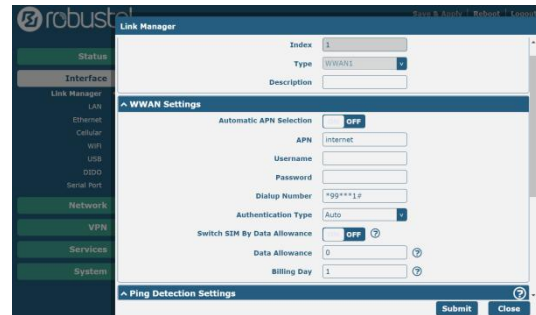 robustel
Save & Apply | Reboot | Logout
Link Manager
Status
Interface
Link Manager
LAN
Ethernet
Cellular
WiFi
USB
DIDO
Serial Port
Network
VPN
Services
System
Index 1
Type WWAN1 v
Description
^ WWAN Settings
Automatic APN Selection OFF
APN internet
Username
Password
Dialup Number *99***1#
Authentication Type Auto v
Switch SIM By Data Allowance OFF ?
Data Allowance 0 ?
Billing Day 1 ?
^ Ping Detection Settings ?
Submit Close